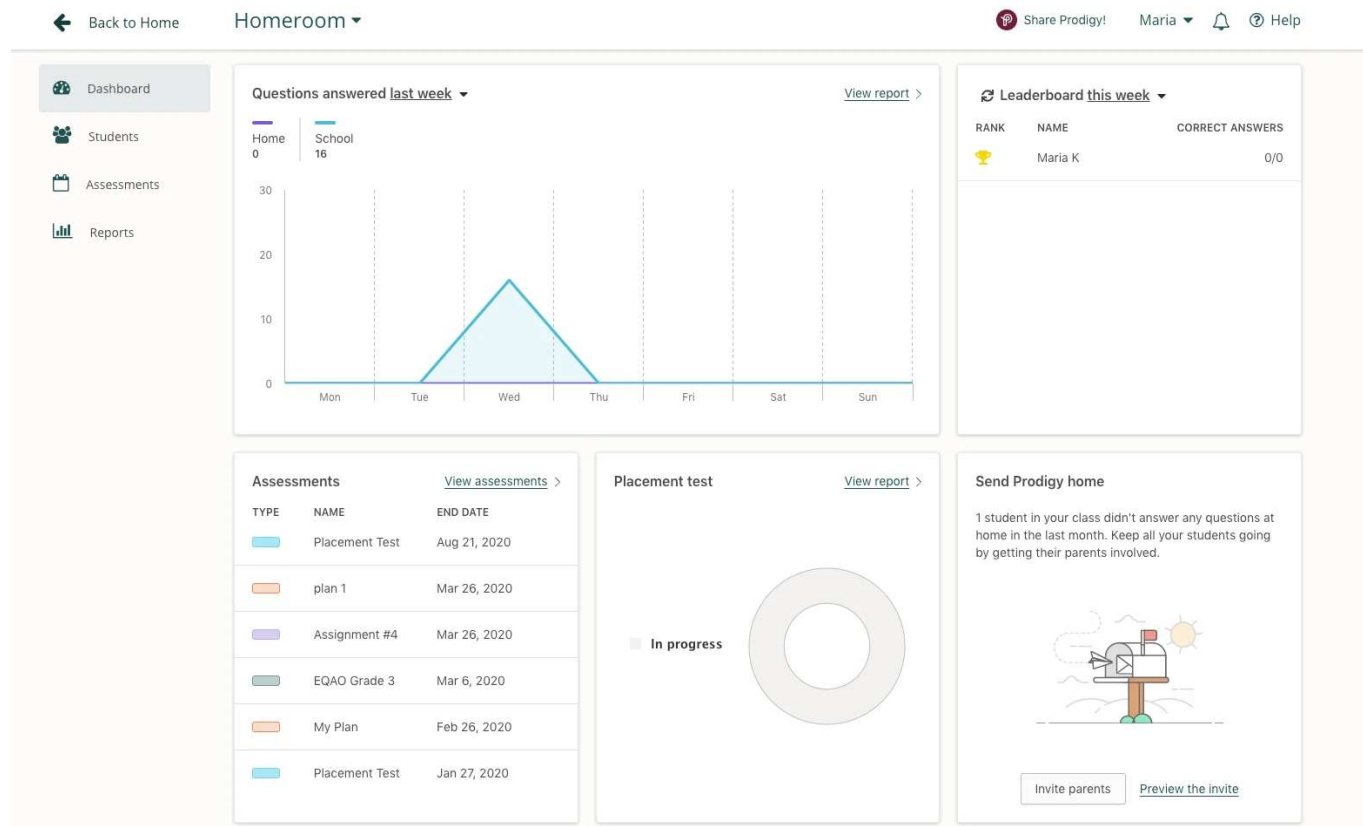 Back to Home
Homeroom
Share Prodigy!
Maria
Help
Dashboard
Students
Assessments
Reports
Questions answered last week
View report
Home
0
School
16
30
20
10
0
Mon Tue Wed Thu Fri Sat Sun
Leaderboard this week
RANK NAME CORRECT ANSWERS
Maria K 0/0
Assessments
View assessments
TYPE NAME END DATE
Placement Test Aug 21, 2020
plan 1 Mar 26, 2020
Assignment #4 Mar 26, 2020
EQAO Grade 3 Mar 6, 2020
My Plan Feb 26, 2020
Placement Test Jan 27, 2020
Placement test
View report
In progress
Send Prodigy home
1 student in your class didn't answer any questions at
home in the last month. Keep all your students going
by getting their parents involved.
Invite parents
Preview the invite